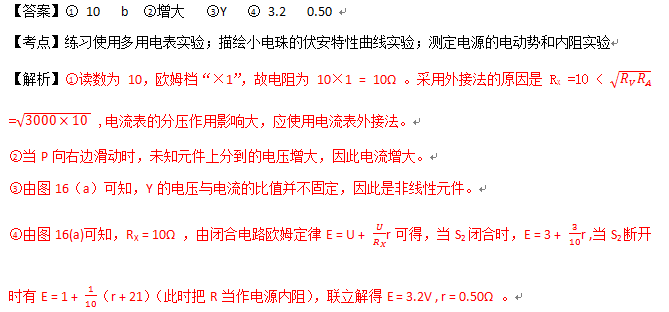 【答案】① 10 b ②增大 ③Y ④ 3.2 0.50
【考点】练习使用多用电表实验；描绘小电珠的伏安特性曲线实验；测定电源的电动势和内阻实验
【解析】①读数为 10，欧姆档“×1”，故电阻为 10×1 = 10Ω 。采用外接法的原因是 Rx =10 < √(R_V R_A)
=√(3000×10) ，电流表的分压作用影响大，应使用电流表外接法。
②当 P 向右边滑动时，未知元件上分到的电压增大，因此电流增大。
③由图 16（a）可知，Y 的电压与电流的比值并不固定，因此是非线性元件。
④由图 16(a)可知，R_X = 10Ω ，由闭合电路欧姆定律 E = U + U/R_X r 可得，当 S₂闭合时，E = 3 + 3/10 r ,当 S₂断开
时有 E = 1 + 1/10（r + 21）（此时把 R 当作电源内阻），联立解得 E = 3.2V , r = 0.50Ω 。